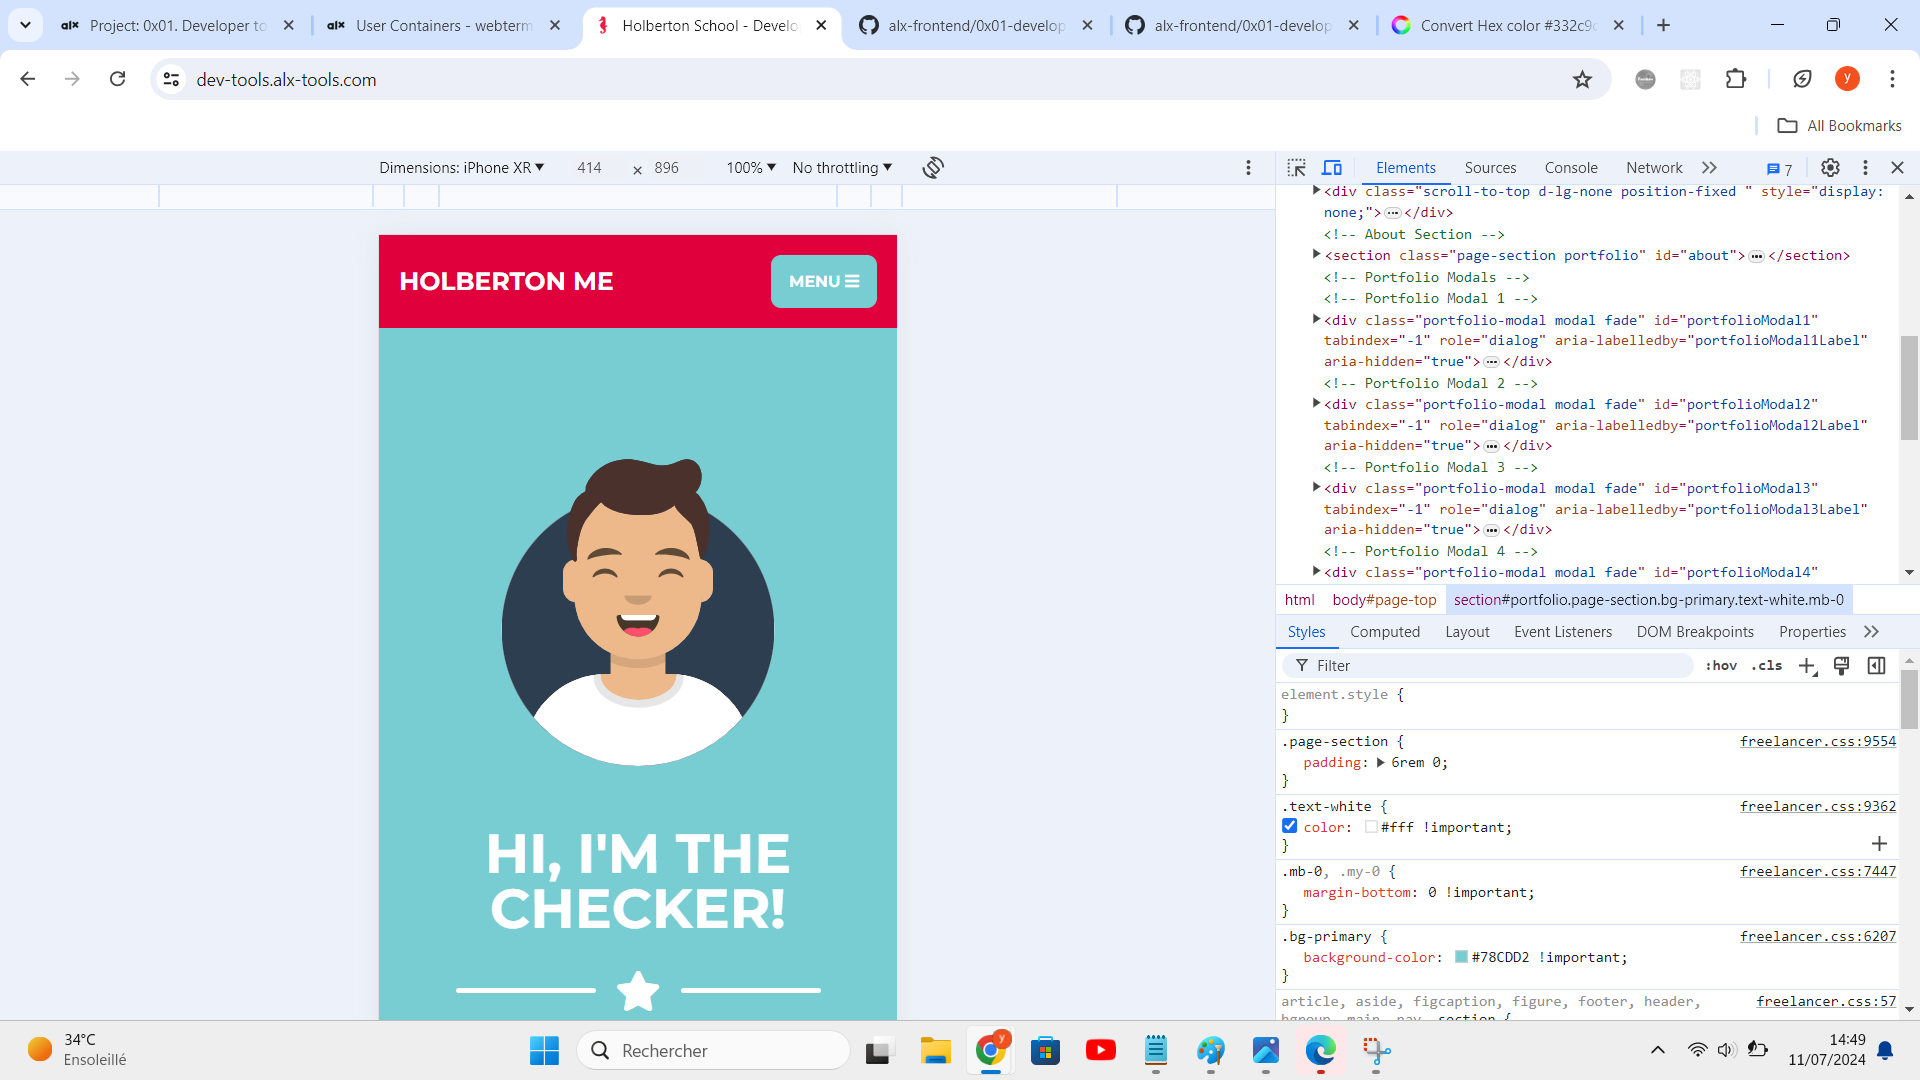 Project: 0x01. Developer to
User Containers - webterm
Holberton School - Develo
alx-frontend/0x01-develop
alx-frontend/0x01-develop
Convert Hex color #332c9c
dev-tools.alx-tools.com
y
All Bookmarks
Dimensions: iPhone XR 414 × 896 100% No throttling
Elements Sources Console Network 7
HOLBERTON ME
MENU
HI, I'M THE
CHECKER!
<div class="scroll-to-top d-lg-none position-fixed " style="display:
none;">…</div>
<!-- About Section -->
<section class="page-section portfolio" id="about">…</section>
<!-- Portfolio Modals -->
<!-- Portfolio Modal 1 -->
<div class="portfolio-modal modal fade" id="portfolioModal1"
tabindex="-1" role="dialog" aria-labelledby="portfolioModal1Label"
aria-hidden="true">…</div>
<!-- Portfolio Modal 2 -->
<div class="portfolio-modal modal fade" id="portfolioModal2"
tabindex="-1" role="dialog" aria-labelledby="portfolioModal2Label"
aria-hidden="true">…</div>
<!-- Portfolio Modal 3 -->
<div class="portfolio-modal modal fade" id="portfolioModal3"
tabindex="-1" role="dialog" aria-labelledby="portfolioModal3Label"
aria-hidden="true">…</div>
<!-- Portfolio Modal 4 -->
<div class="portfolio-modal modal fade" id="portfolioModal4"
html body#page-top section#portfolio.page-section.bg-primary.text-white.mb-0
Styles Computed Layout Event Listeners DOM Breakpoints Properties
Filter :hov .cls
element.style {
}
.page-section { freelancer.css:9554
padding: 6rem 0;
}
.text-white { freelancer.css:9362
color: #fff !important;
}
.mb-0, .my-0 { freelancer.css:7447
margin-bottom: 0 !important;
}
.bg-primary { freelancer.css:6207
background-color: #78CDD2 !important;
}
article, aside, figcaption, figure, footer, header, freelancer.css:57
hgroup, main, nav, section {
34°C
Ensoleillé
Rechercher
y
14:49
11/07/2024